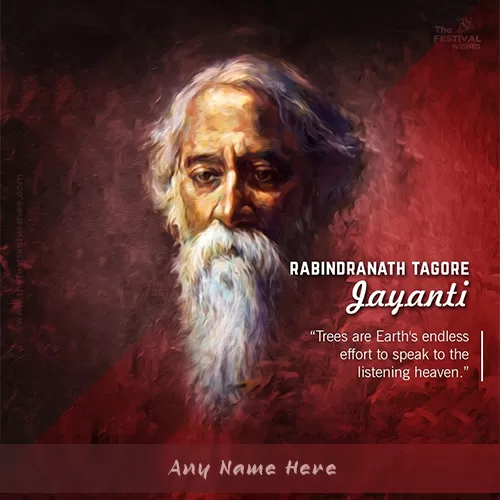 The
FESTIVAL
WISHES
RABINDRANATH TAGORE
Jayanti
“Trees are Earth's endless
effort to speak to the
listening heaven.”
Any Name Here